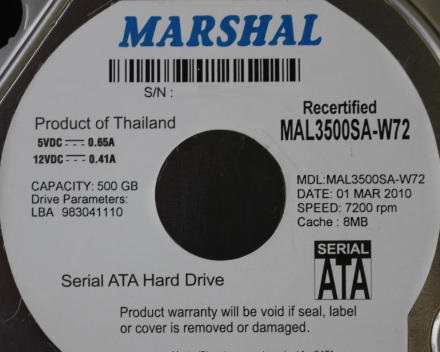 MARSHAL
S/N :
Recertified
Product of Thailand
MAL3500SA-W72
5VDC 0.65A
12VDC 0.41A
CAPACITY: 500 GB
Drive Parameters:
LBA 983041110
MDL:MAL3500SA-W72
DATE: 01 MAR 2010
SPEED: 7200 rpm
Cache : 8MB
SERIAL
ATA
Serial ATA Hard Drive
Product warranty will be void if seal, label
or cover is removed or damaged.